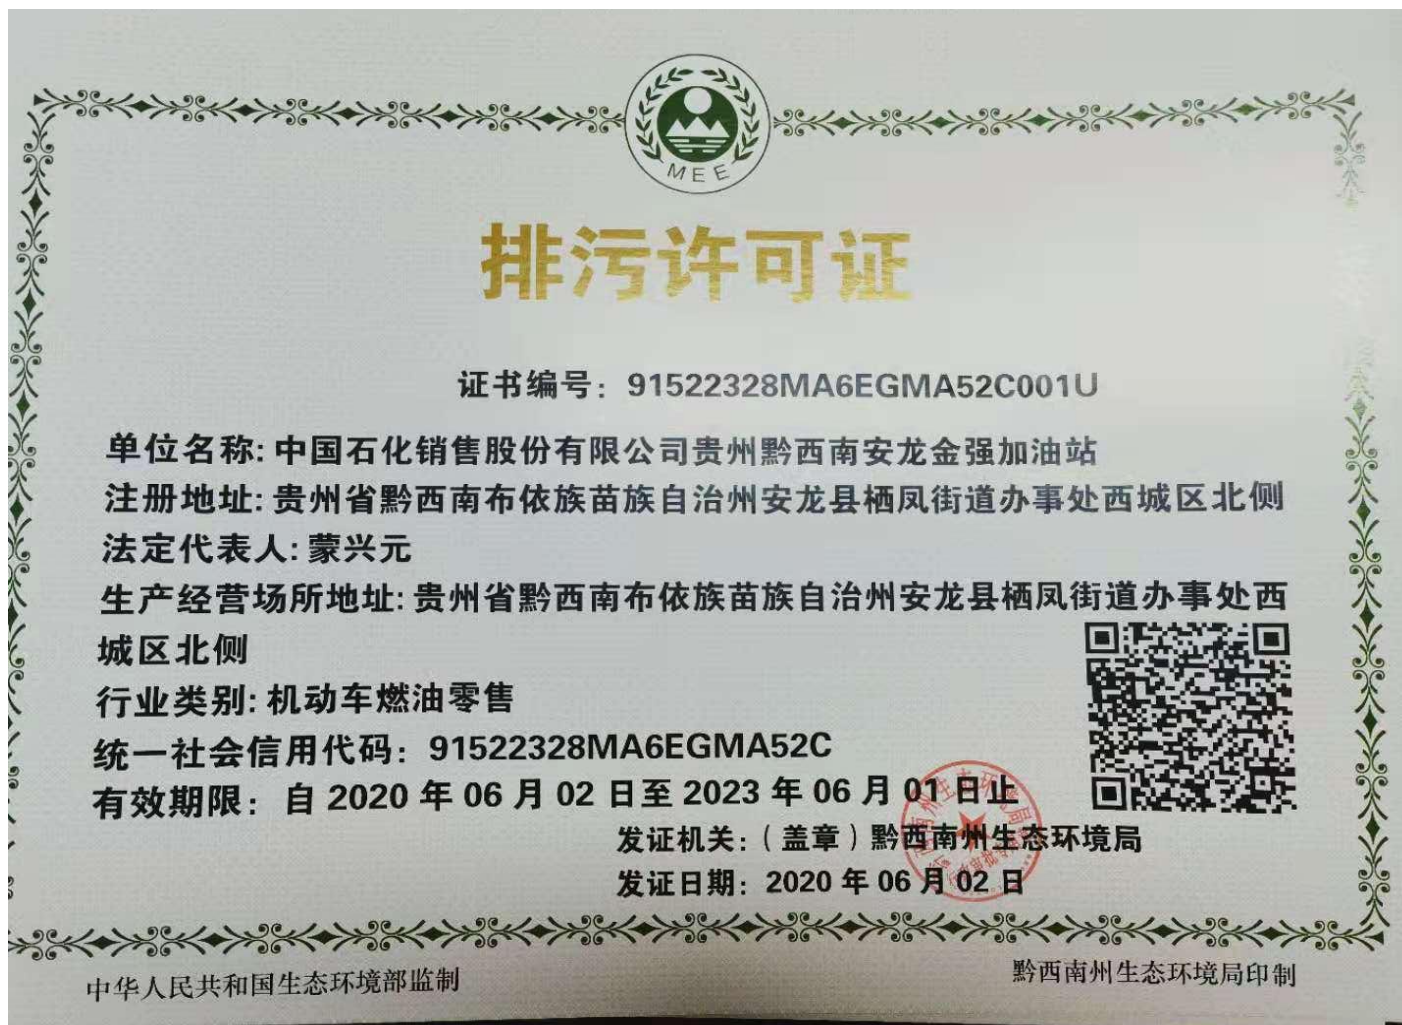 MEE
排污许可证
证书编号：91522328MA6EGMA52C001U
单位名称:中国石化销售股份有限公司贵州黔西南安龙金强加油站
注册地址:贵州省黔西南布依族苗族自治州安龙县栖凤街道办事处西城区北侧
法定代表人:蒙兴元
生产经营场所地址:贵州省黔西南布依族苗族自治州安龙县栖凤街道办事处西
城区北侧
行业类别:机动车燃油零售
统一社会信用代码：91522328MA6EGMA52C
有效期限：自2020年06月02日至2023年06月01日止
发证机关:（盖章）黔西南州生态环境局
发证日期：2020年06月02日
中华人民共和国生态环境部监制
黔西南州生态环境局印制